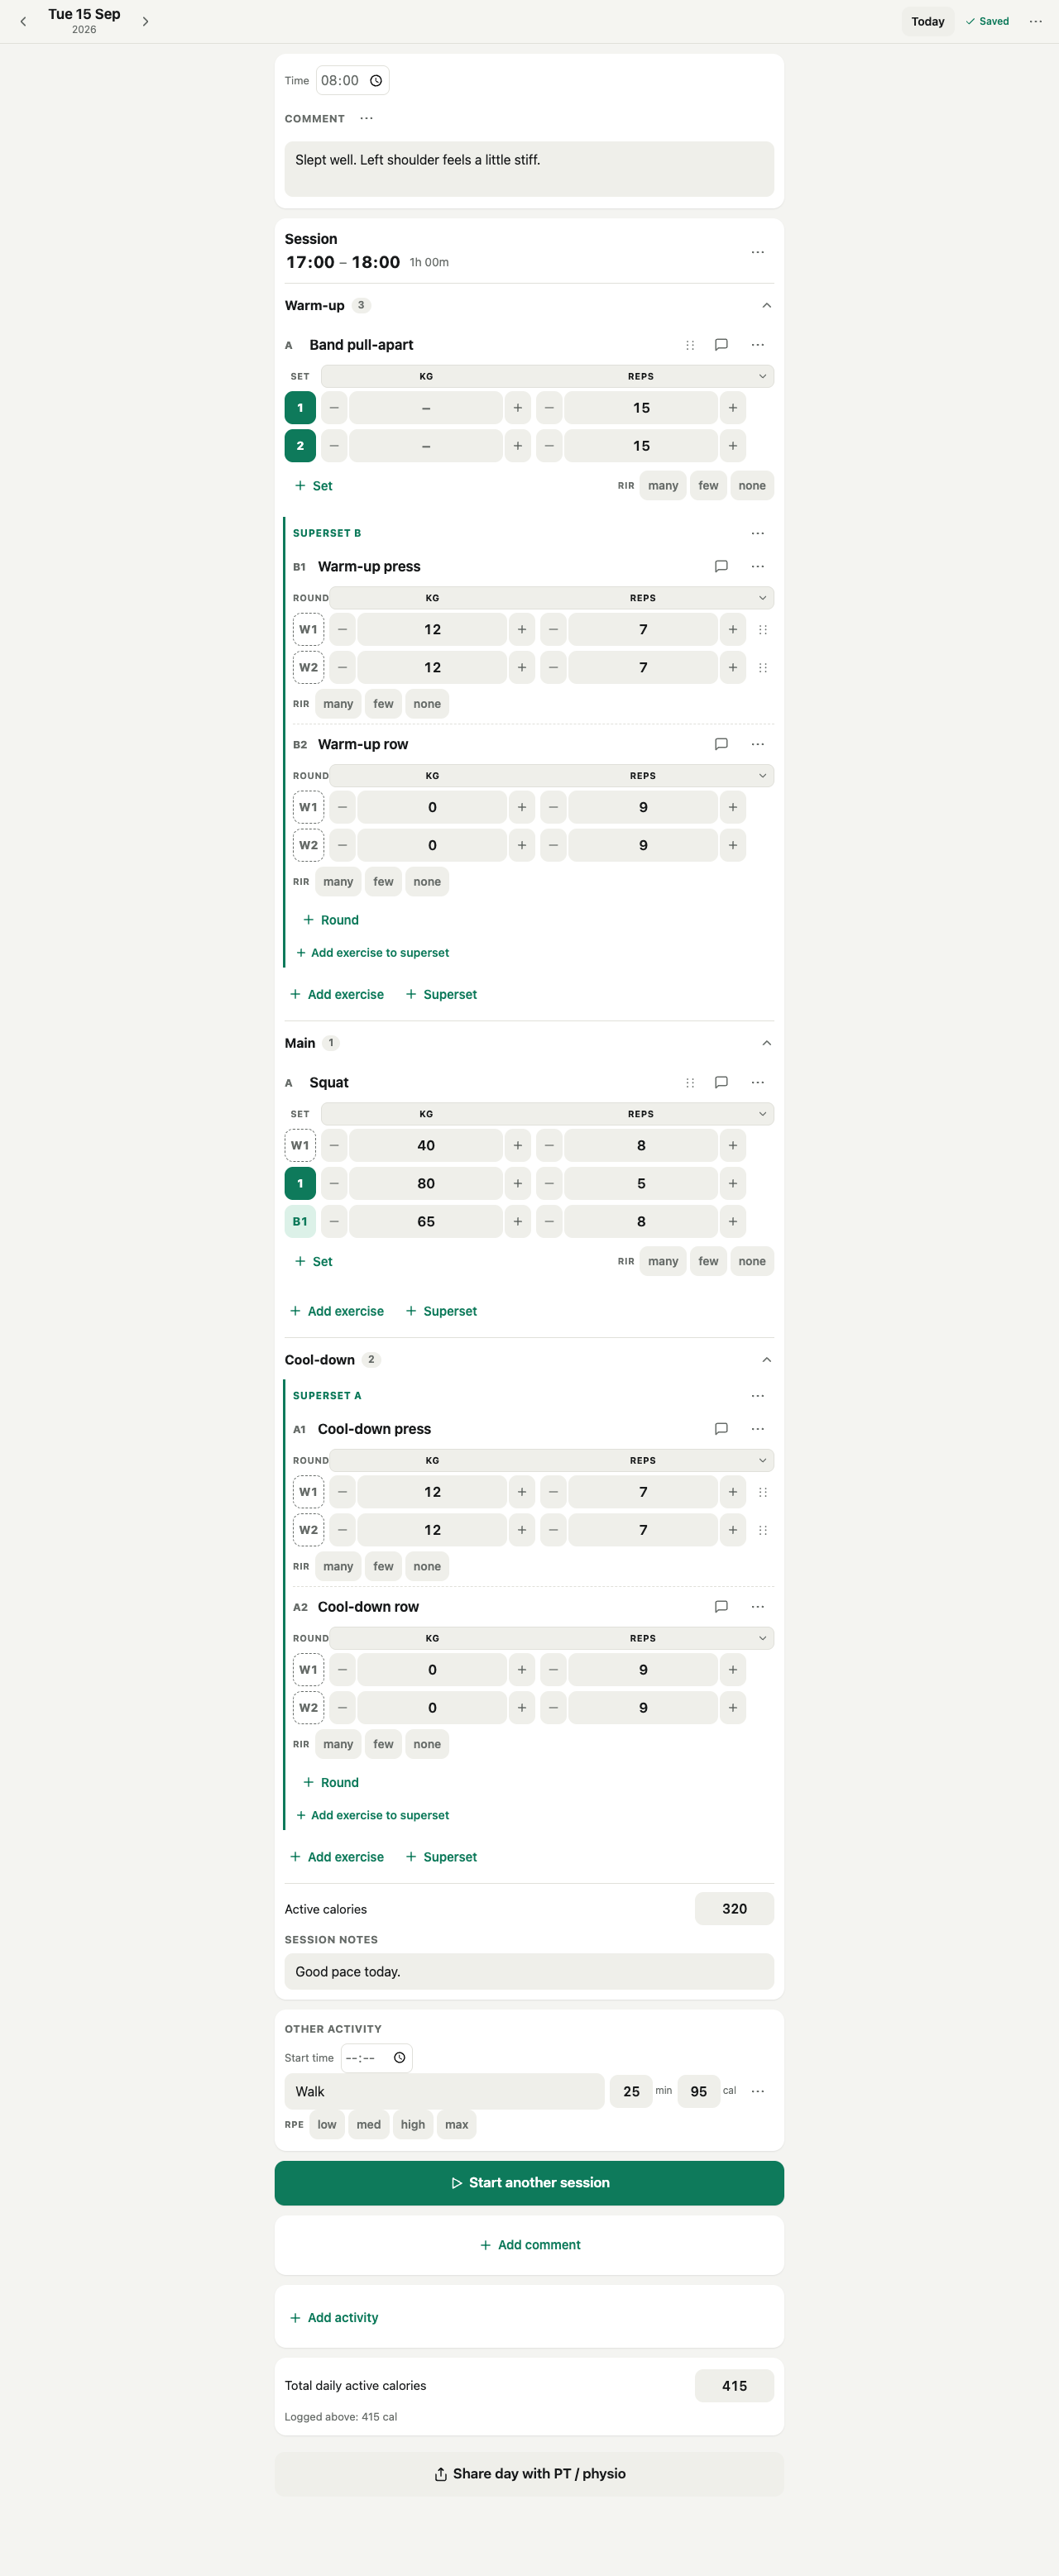 Tue 15 Sep
2026
Today
Saved
Time 08:00
COMMENT
Slept well. Left shoulder feels a little stiff.
Session
17:00 – 18:00 1h 00m
Warm-up 3
A Band pull-apart
SET KG REPS
1 – 15
2 – 15
+ Set RIR many few none
SUPERSET B
B1 Warm-up press
ROUND KG REPS
W1 12 7
W2 12 7
RIR many few none
B2 Warm-up row
ROUND KG REPS
W1 0 9
W2 0 9
RIR many few none
+ Round
+ Add exercise to superset
+ Add exercise + Superset
Main 1
A Squat
SET KG REPS
W1 40 8
1 80 5
B1 65 8
+ Set RIR many few none
+ Add exercise + Superset
Cool-down 2
SUPERSET A
A1 Cool-down press
ROUND KG REPS
W1 12 7
W2 12 7
RIR many few none
A2 Cool-down row
ROUND KG REPS
W1 0 9
W2 0 9
RIR many few none
+ Round
+ Add exercise to superset
+ Add exercise + Superset
Active calories 320
SESSION NOTES
Good pace today.
OTHER ACTIVITY
Start time --:--
Walk 25 min 95 cal
RPE low med high max
Start another session
+ Add comment
+ Add activity
Total daily active calories 415
Logged above: 415 cal
Share day with PT / physio